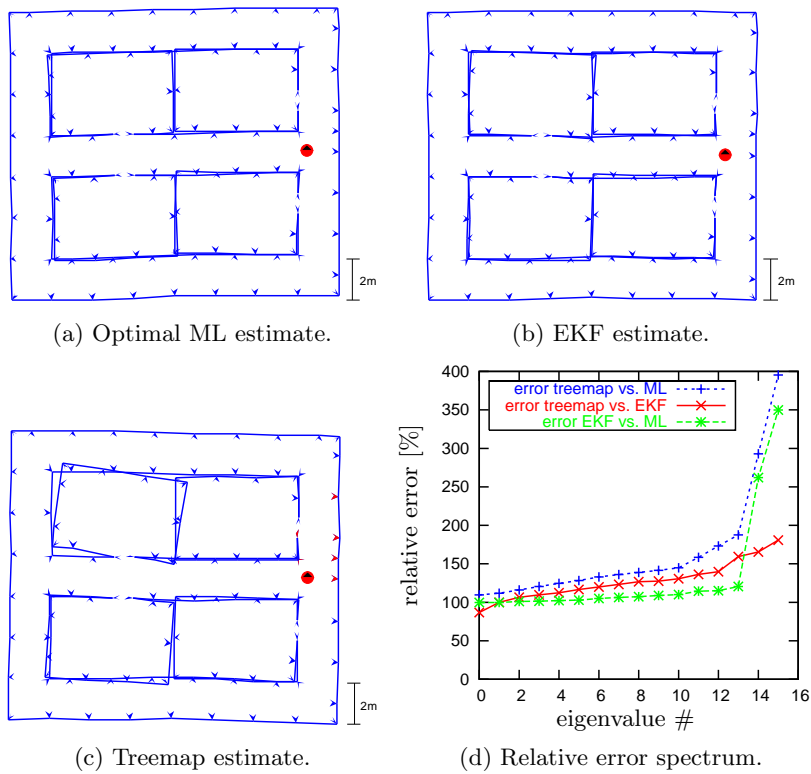 2m
2m
(a) Optimal ML estimate.
(b) EKF estimate.
2m
(c) Treemap estimate.
400
350
300
250
200
150
100
50
0
relative error [%]
error treemap vs. ML
error treemap vs. EKF
error EKF vs. ML
0 2 4 6 8 10 12 14 16
eigenvalue #
(d) Relative error spectrum.